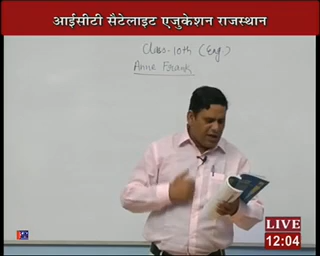 आईसीटी सैटेलाइट एजुकेशन राजस्थान
Class-10th (Eng)
Anne Frank
LIVE
12:04